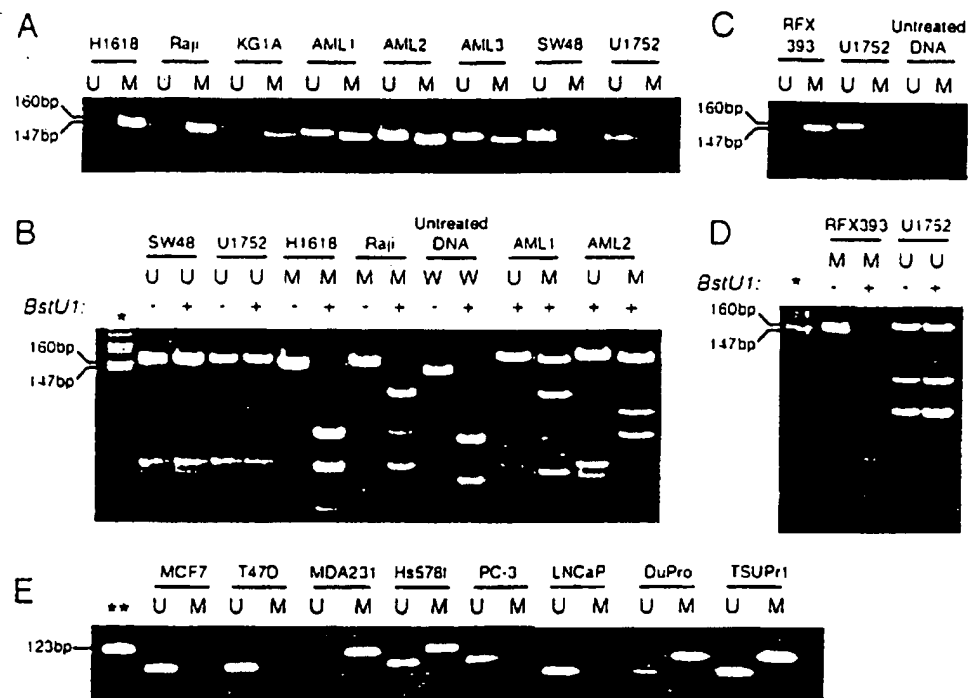 A
H1618 Raji KG1A AML1 AML2 AML3 SW48 U1752
U M U M U M U M U M U M U M U M
160bp
147bp
C
RFX 393 U1752 Untreated DNA
U M U M U M
160bp
147bp
B
SW48 U1752 H1618 Raji Untreated DNA AML1 AML2
U U U U M M M M W W U M U M
BstU1: - + - + - + - + - + + + + +
*
160bp
147bp
D
RFX393 U1752
M M U U
BstU1: * - + - +
160bp
147bp
E
MCF7 T47D MDA231 Hs578t PC-3 LNCaP DuPro TSUPr1
** U M U M U M U M U M U M U M U M
123bp